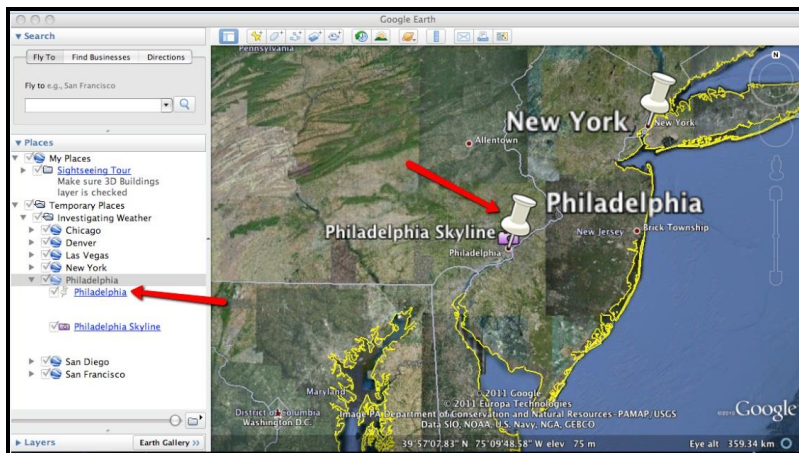 Google Earth
▼ Search
Fly To
Find Businesses
Directions
Fly to e.g., San Francisco
▼ Places
My Places
Sightseeing Tour
Make sure 3D Buildings
layer is checked
Temporary Places
Investigating Weather
Chicago
Denver
Las Vegas
New York
Philadelphia
Philadelphia
Philadelphia Skyline
San Diego
San Francisco
Layers
Earth Gallery >>
Pennsylvania
N
New York
New York
Allentown
Philadelphia
Philadelphia Skyline
New Jersey
Brick Township
Philadelphia
Maryland
District of Columbia
Washington D.C.
© 2011 Google
© 2011 Europa Technologies
Image PA Department of Conservation and Natural Resources- PAMAP/USGS
Data SIO, NOAA, U.S. Navy, NGA, GEBCO
©2010 Google
39°57'07.83" N 75°09'48.58" W elev 75 m
Eye alt 359.34 km